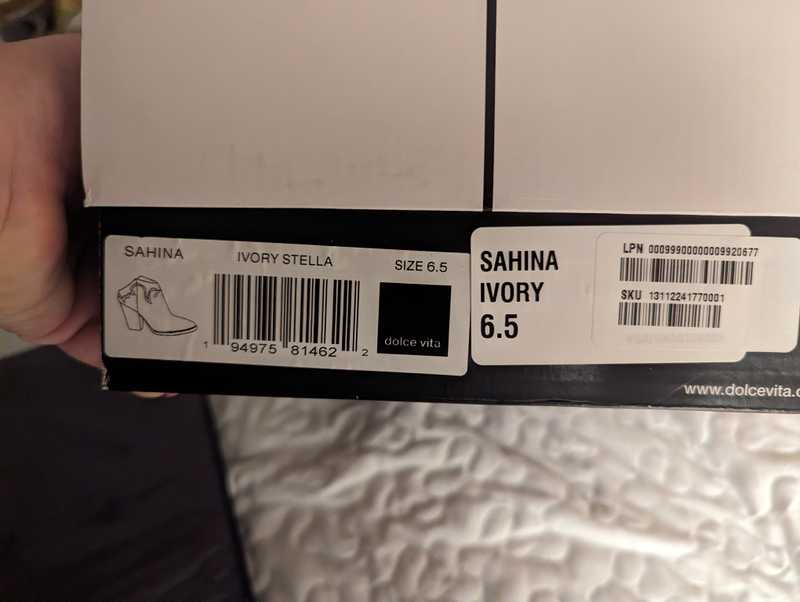 SAHINA
IVORY STELLA
SIZE 6.5
1 94975 81462 2
dolce vita
SAHINA
IVORY
6.5
LPN 00099900000009920677
SKU 13112241770001
www.dolcevita.c